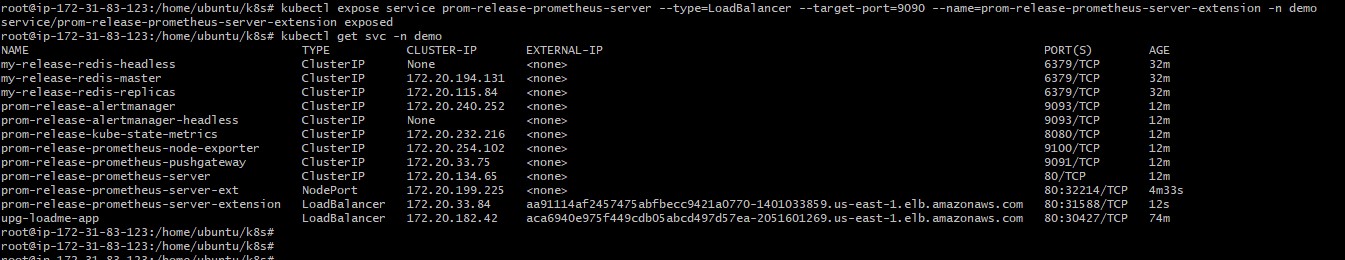 root@ip-172-31-83-123:/home/ubuntu/k8s# kubectl expose service prom-release-prometheus-server --type=LoadBalancer --target-port=9090 --name=prom-release-prometheus-server-extension -n demo
service/prom-release-prometheus-server-extension exposed
root@ip-172-31-83-123:/home/ubuntu/k8s# kubectl get svc -n demo
NAME TYPE CLUSTER-IP EXTERNAL-IP PORT(S) AGE
my-release-redis-headless ClusterIP None <none> 6379/TCP 32m
my-release-redis-master ClusterIP 172.20.194.131 <none> 6379/TCP 32m
my-release-redis-replicas ClusterIP 172.20.115.84 <none> 6379/TCP 32m
prom-release-alertmanager ClusterIP 172.20.240.252 <none> 9093/TCP 12m
prom-release-alertmanager-headless ClusterIP None <none> 9093/TCP 12m
prom-release-kube-state-metrics ClusterIP 172.20.232.216 <none> 8080/TCP 12m
prom-release-prometheus-node-exporter ClusterIP 172.20.254.102 <none> 9100/TCP 12m
prom-release-prometheus-pushgateway ClusterIP 172.20.33.75 <none> 9091/TCP 12m
prom-release-prometheus-server ClusterIP 172.20.134.65 <none> 80/TCP 12m
prom-release-prometheus-server-ext NodePort 172.20.199.225 <none> 80:32214/TCP 4m33s
prom-release-prometheus-server-extension LoadBalancer 172.20.33.84 aa91114af2457475abfbecc9421a0770-1401033859.us-east-1.elb.amazonaws.com 80:31588/TCP 12s
upg-loadme-app LoadBalancer 172.20.182.42 aca6940e975f449cdb05abcd497d57ea-2051601269.us-east-1.elb.amazonaws.com 80:30427/TCP 74m
root@ip-172-31-83-123:/home/ubuntu/k8s#
root@ip-172-31-83-123:/home/ubuntu/k8s#
root@ip-172-31-83-123:/home/ubuntu/k8s#